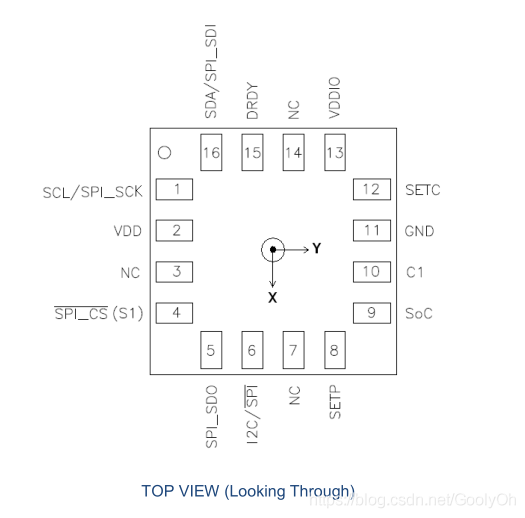 SDA/SPI_SDI
DRDY
NC
VDDIO
16 15 14 13
SCL/SPI_SCK 1 12 SETC
VDD 2 11 GND
Y
NC 3 10 C1
X
SPI_CS (S1) 4 9 SoC
5 6 7 8
SPI_SDO
I2C/SPI
NC
SETP
TOP VIEW (Looking Through)
https://blog.csdn.net/GoolyOh